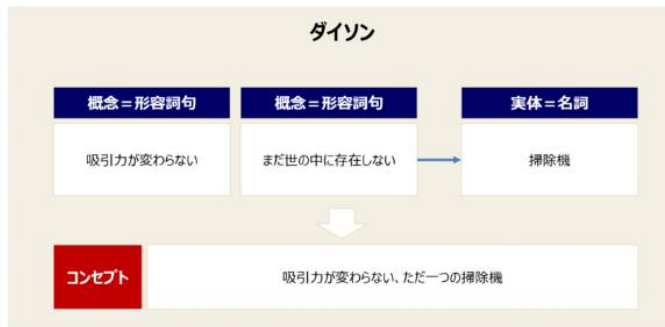 ダイソン
概念＝形容詞句
概念＝形容詞句
実体＝名詞
吸引力が変わらない
まだ世の中に存在しない
掃除機
コンセプト
吸引力が変わらない、ただ一つの掃除機